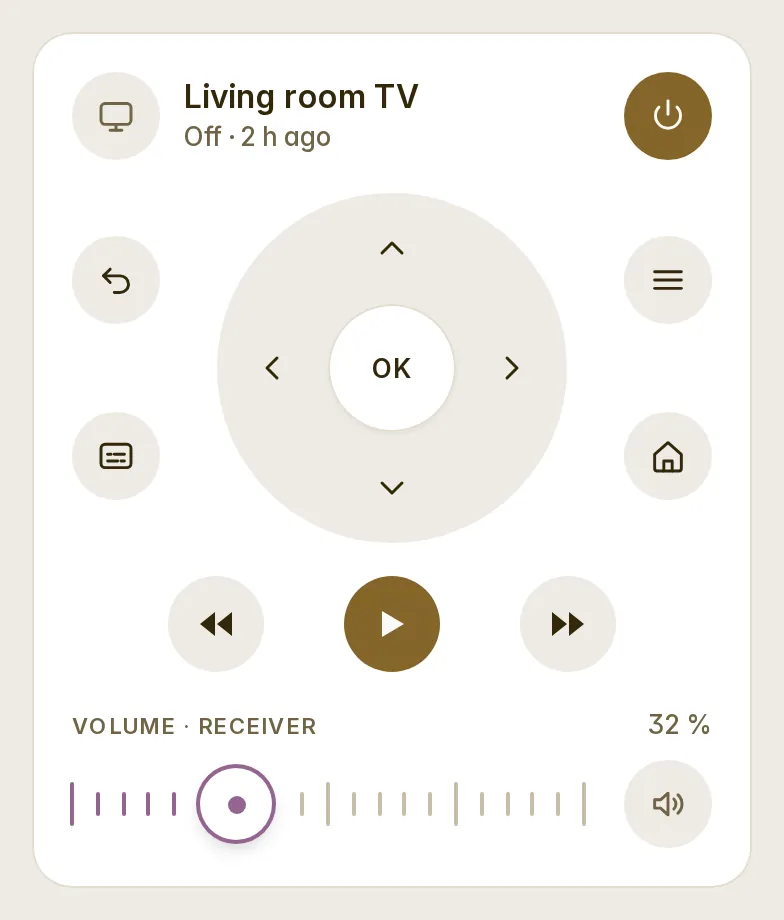 Living room TV
Off · 2 h ago
OK
VOLUME · RECEIVER
32 %